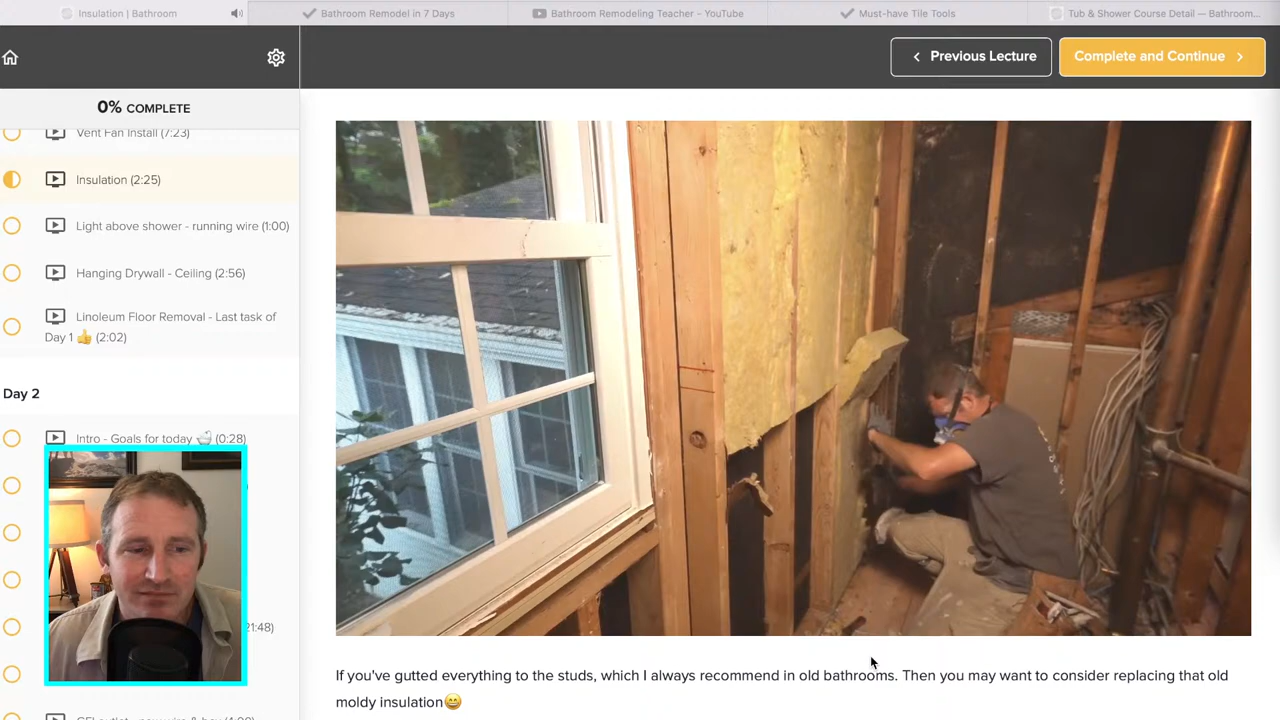 Insulation | Bathroom
Bathroom Remodel in 7 Days
Bathroom Remodeling Teacher - YouTube
Must-have Tile Tools
Tub & Shower Course Detail — Bathroom...
Previous Lecture
Complete and Continue
0% COMPLETE
Vent Fan Install (7:23)
Insulation (2:25)
Light above shower - running wire (1:00)
Hanging Drywall - Ceiling (2:56)
Linoleum Floor Removal - Last task of
Day 1 👍 (2:02)
Day 2
Intro - Goals for today 🛁 (0:28)
21:48)
If you've gutted everything to the studs, which I always recommend in old bathrooms. Then you may want to consider replacing that old
moldy insulation😄